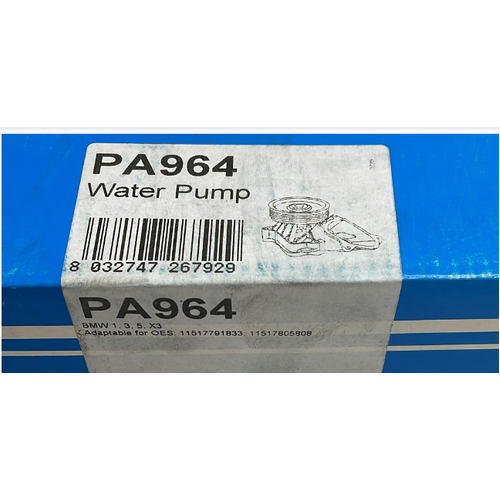 PA964
Water Pump
8 032747 267929
PA964
BMW 1, 3, 5, X3
Adaptable for OES: 11517791833, 11517805808